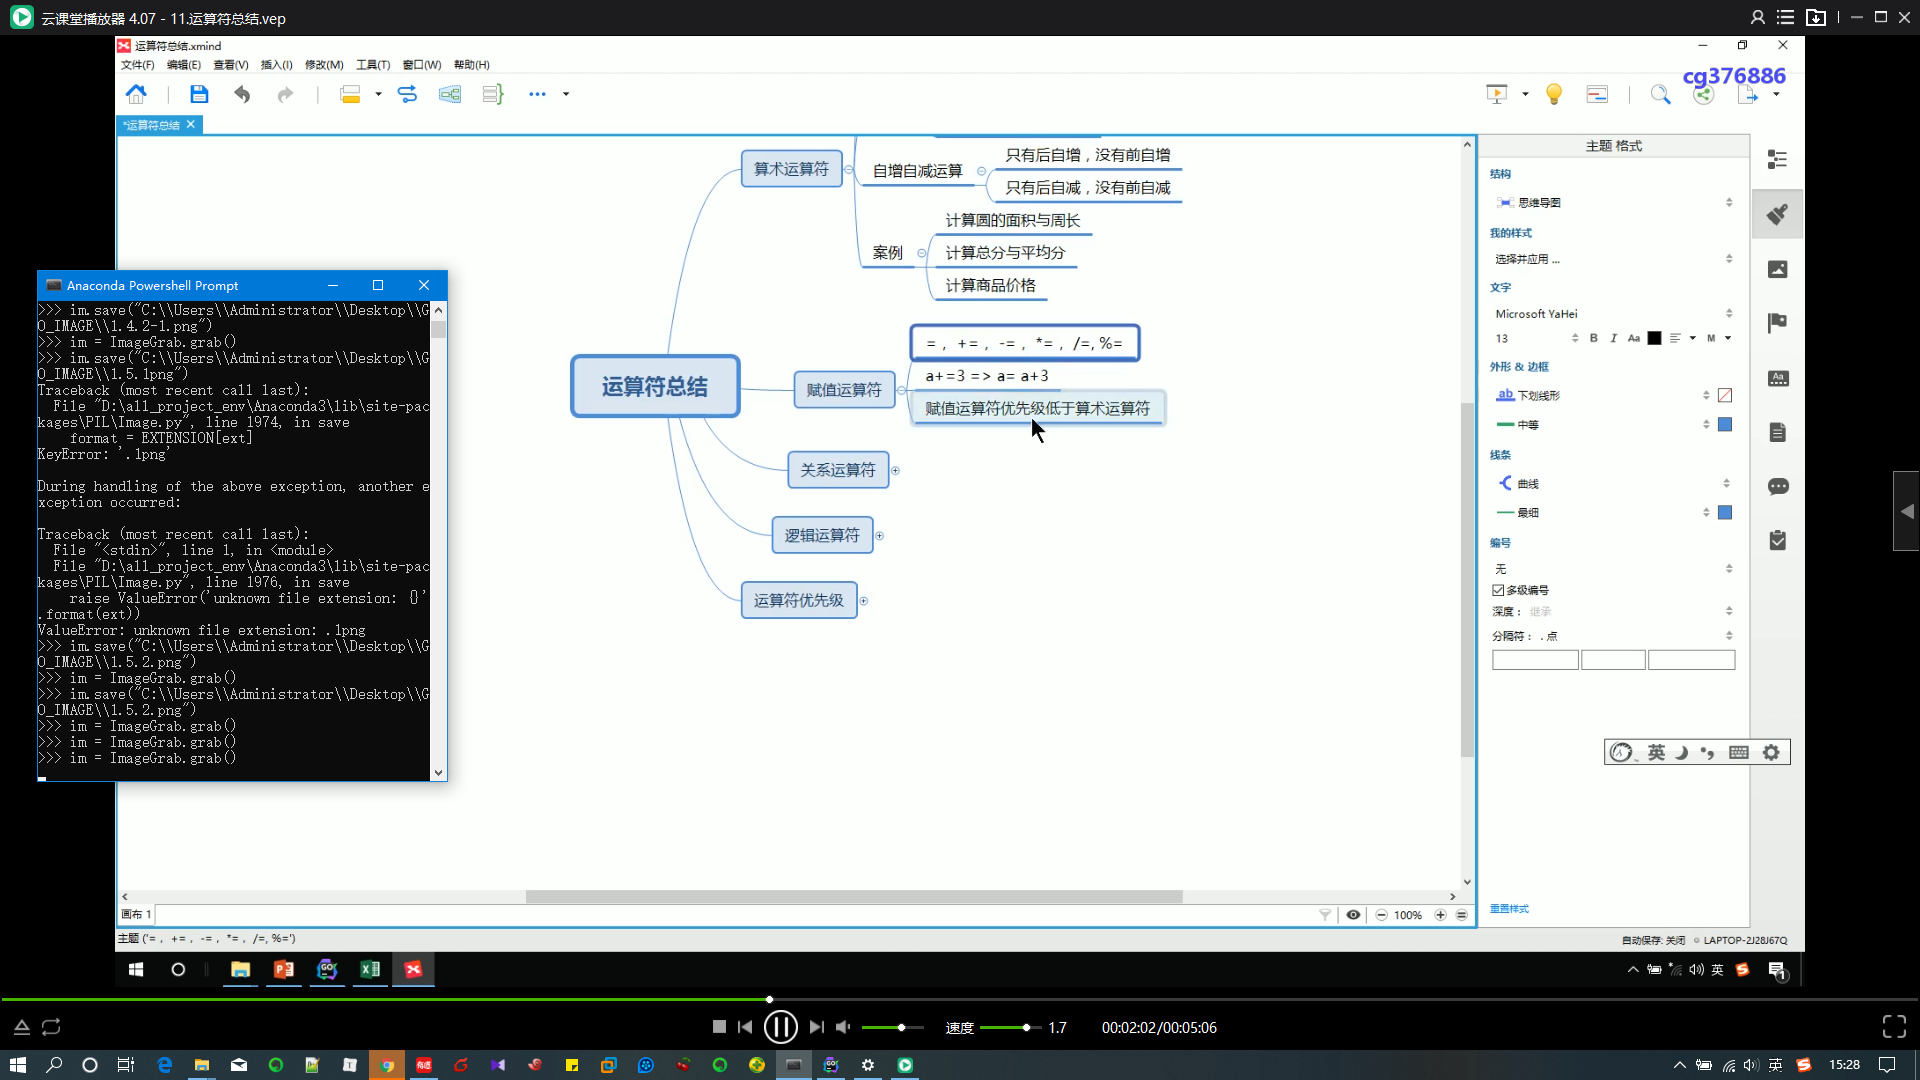 云课堂播放器 4.07 - 11.运算符总结.vep
运算符总结.xmind
文件(F) 编辑(E) 查看(V) 插入(I) 修改(M) 工具(T) 窗口(W) 帮助(H)
cg376886
*运算符总结
算术运算符
自增自减运算
只有后自增，没有前自增
只有后自减，没有前自减
案例
计算圆的面积与周长
计算总分与平均分
计算商品价格
运算符总结
赋值运算符
= ， += ， -= ， *= ， /=, %=
a+=3 => a= a+3
赋值运算符优先级低于算术运算符
关系运算符
逻辑运算符
运算符优先级
主题 格式
结构
思维导图
我的样式
选择并应用 ...
文字
Microsoft YaHei
13 B I Aa M
外形 & 边框
ab 下划线形
中等
线条
曲线
最细
编号
无
多级编号
深度： 继承
分隔符： . 点
重置样式
英
Anaconda Powershell Prompt
>>> im.save("C:\\Users\\Administrator\\Desktop\\G
O_IMAGE\\1.4.2-1.png")
>>> im = ImageGrab.grab()
>>> im.save("C:\\Users\\Administrator\\Desktop\\G
O_IMAGE\\1.5.1png")
Traceback (most recent call last):
File "D:\all_project_env\Anaconda3\lib\site-pac
kages\PIL\Image.py", line 1974, in save
format = EXTENSION[ext]
KeyError: '.1png'
During handling of the above exception, another e
xception occurred:
Traceback (most recent call last):
File "<stdin>", line 1, in <module>
File "D:\all_project_env\Anaconda3\lib\site-pac
kages\PIL\Image.py", line 1976, in save
raise ValueError('unknown file extension: {}'
.format(ext))
ValueError: unknown file extension: .1png
>>> im.save("C:\\Users\\Administrator\\Desktop\\G
O_IMAGE\\1.5.2.png")
>>> im = ImageGrab.grab()
>>> im.save("C:\\Users\\Administrator\\Desktop\\G
O_IMAGE\\1.5.2.png")
>>> im = ImageGrab.grab()
>>> im = ImageGrab.grab()
>>> im = ImageGrab.grab()
画布 1
100%
主题 ('= ， += ， -= ， *= ， /=, %=')
自动保存: 关闭 LAPTOP-2J28J67Q
英
1
速度 1.7 00:02:02/00:05:06
英 15:28